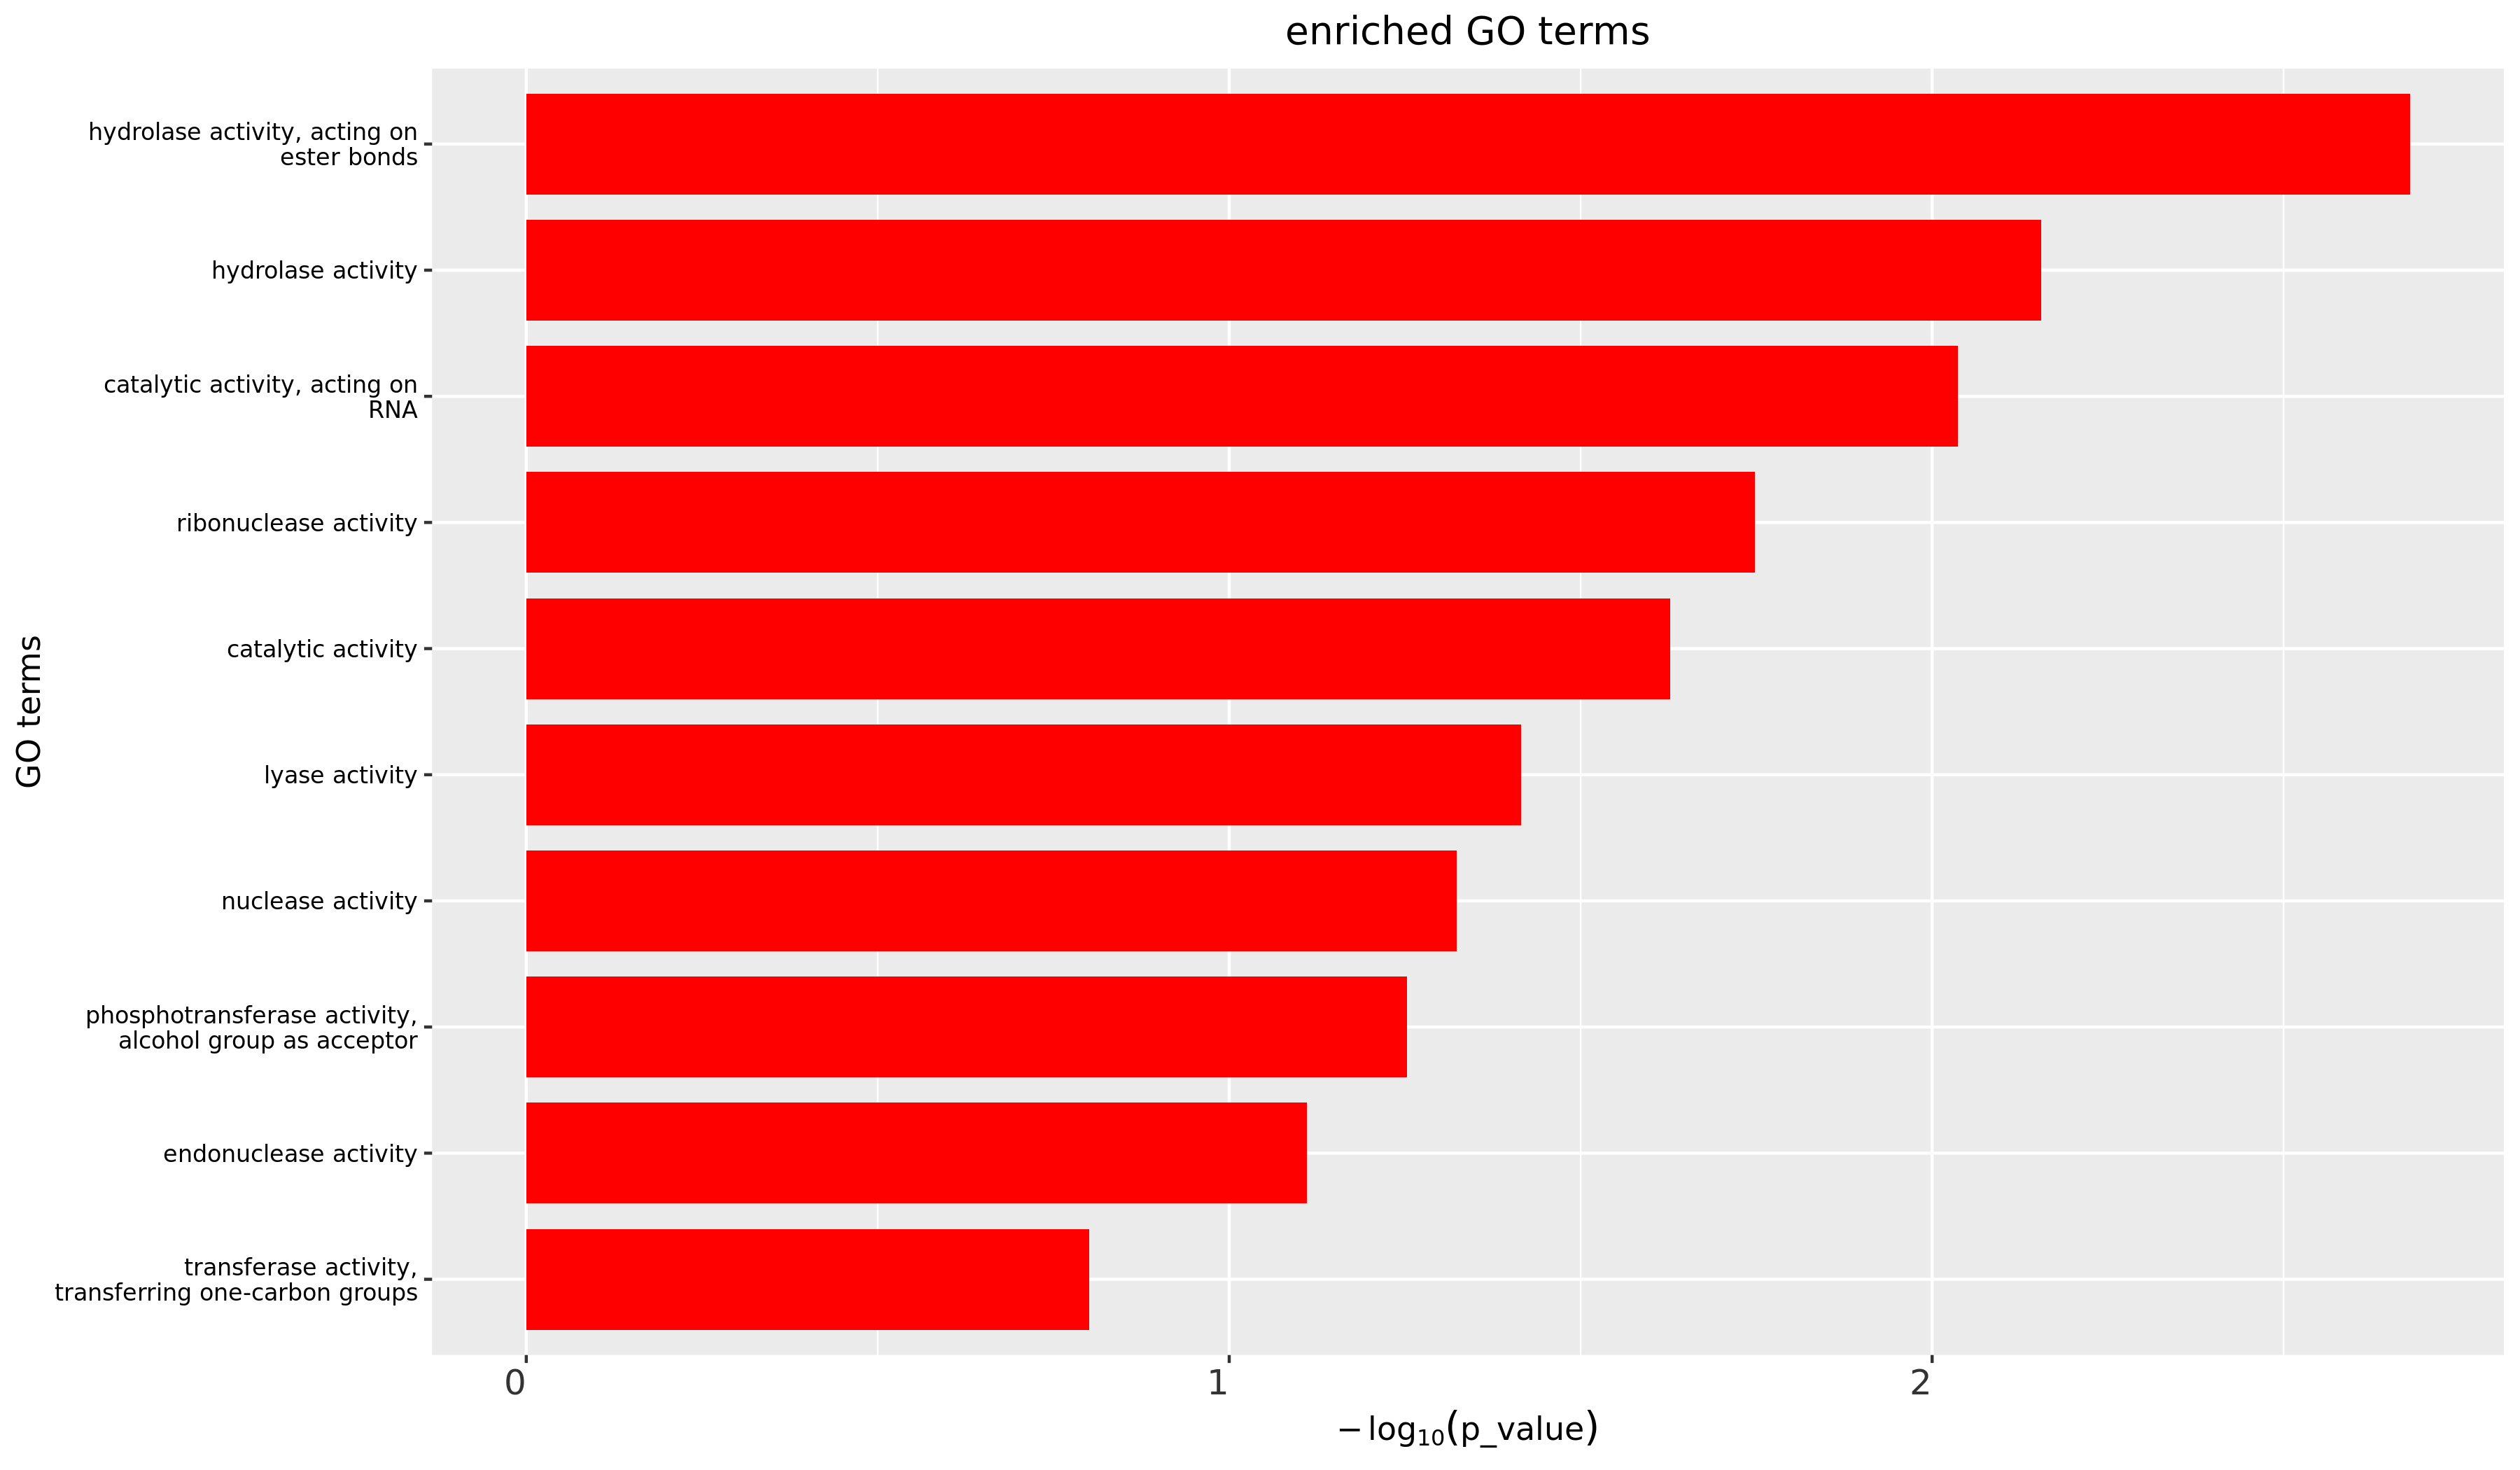 enriched GO terms
hydrolase activity, acting on
ester bonds
hydrolase activity
catalytic activity, acting on
RNA
ribonuclease activity
catalytic activity
lyase activity
nuclease activity
phosphotransferase activity,
alcohol group as acceptor
endonuclease activity
transferase activity,
transferring one-carbon groups
GO terms
0 1 2
−log₁₀(p_value)